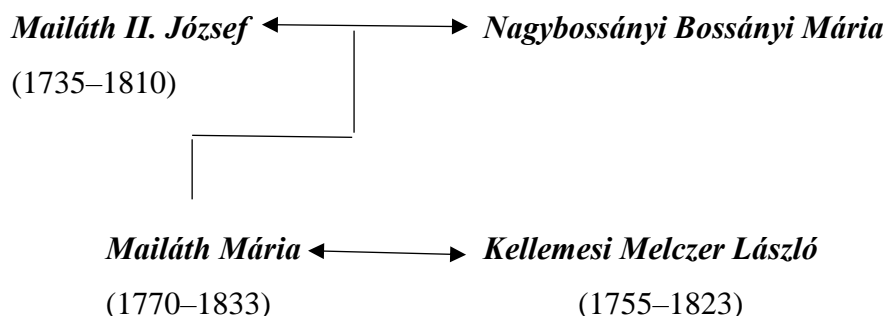 Mailáth II. József Nagybossányi Bossányi Mária
(1735–1810)
Mailáth Mária Kellemesi Melczer László
(1770–1833) (1755–1823)